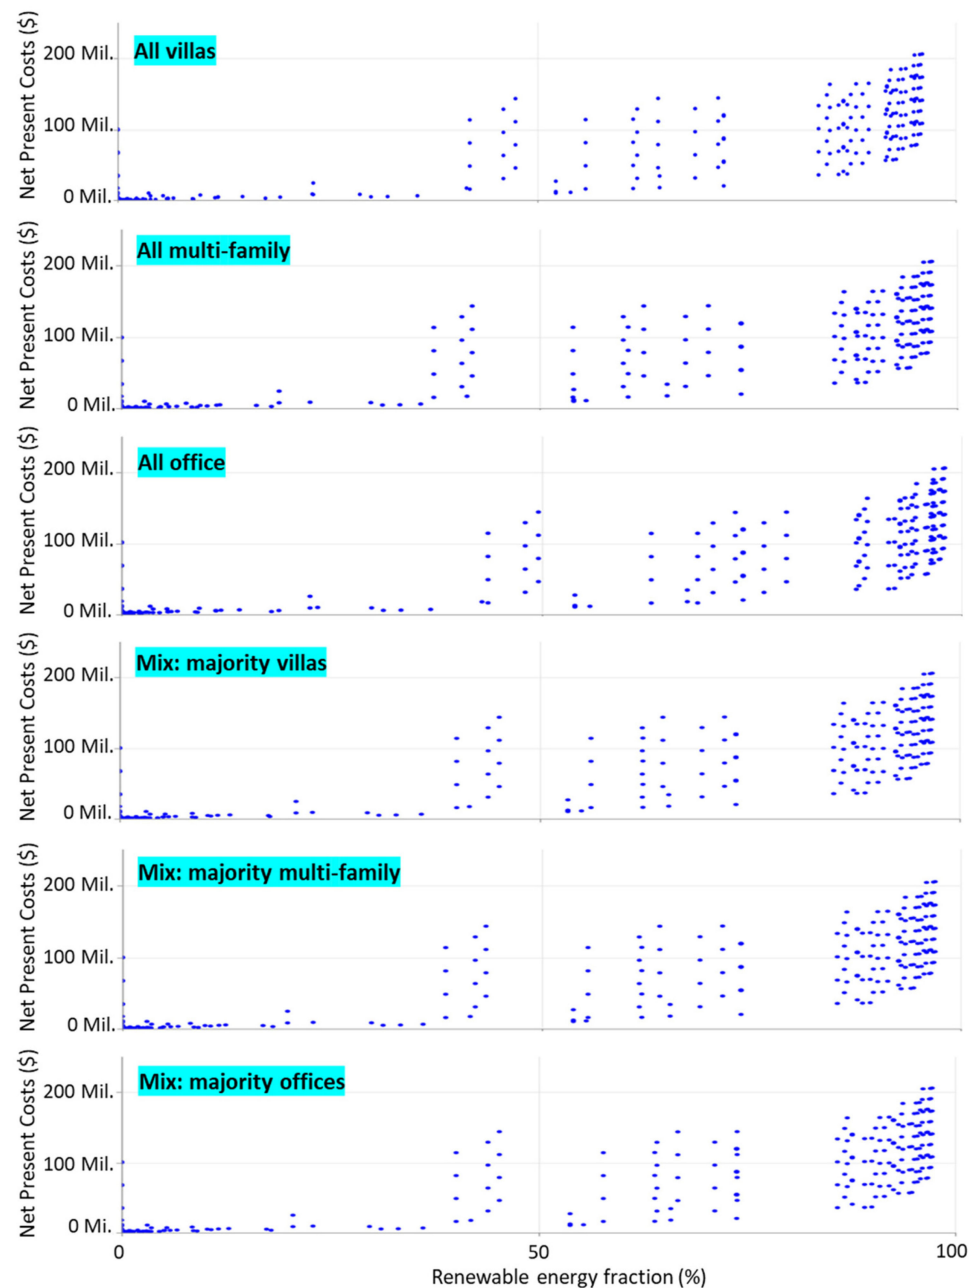 Net Present Costs ($)
200 Mil.
100 Mil.
0 Mil.
All villas
Net Present Costs ($)
200 Mil.
100 Mil.
0 Mil.
All multi-family
Net Present Costs ($)
200 Mil.
100 Mil.
0 Mil.
All office
Net Present Costs ($)
200 Mil.
100 Mil.
0 Mil.
Mix: majority villas
Net Present Costs ($)
200 Mil.
100 Mil.
0 Mil.
Mix: majority multi-family
Net Present Costs ($)
200 Mil.
100 Mil.
0 Mi.
Mix: majority offices
0 50 100
Renewable energy fraction (%)